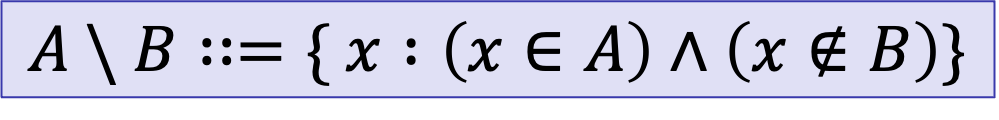 A \ B ::= { x : (x ∈ A) ∧ (x ∉ B)}